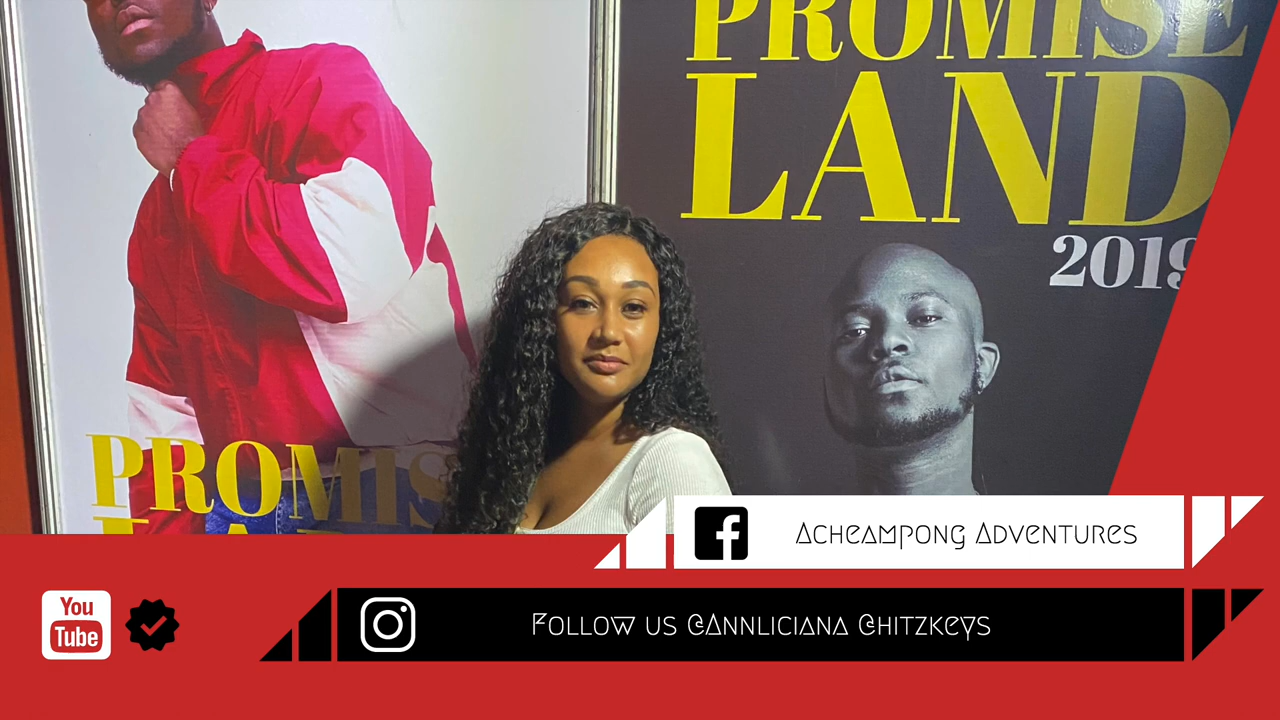 PROMISE
LAND
2019
PROMIS
Acheampong Adventures
You
Tube
Follow us @Annliciana @hitzkeys